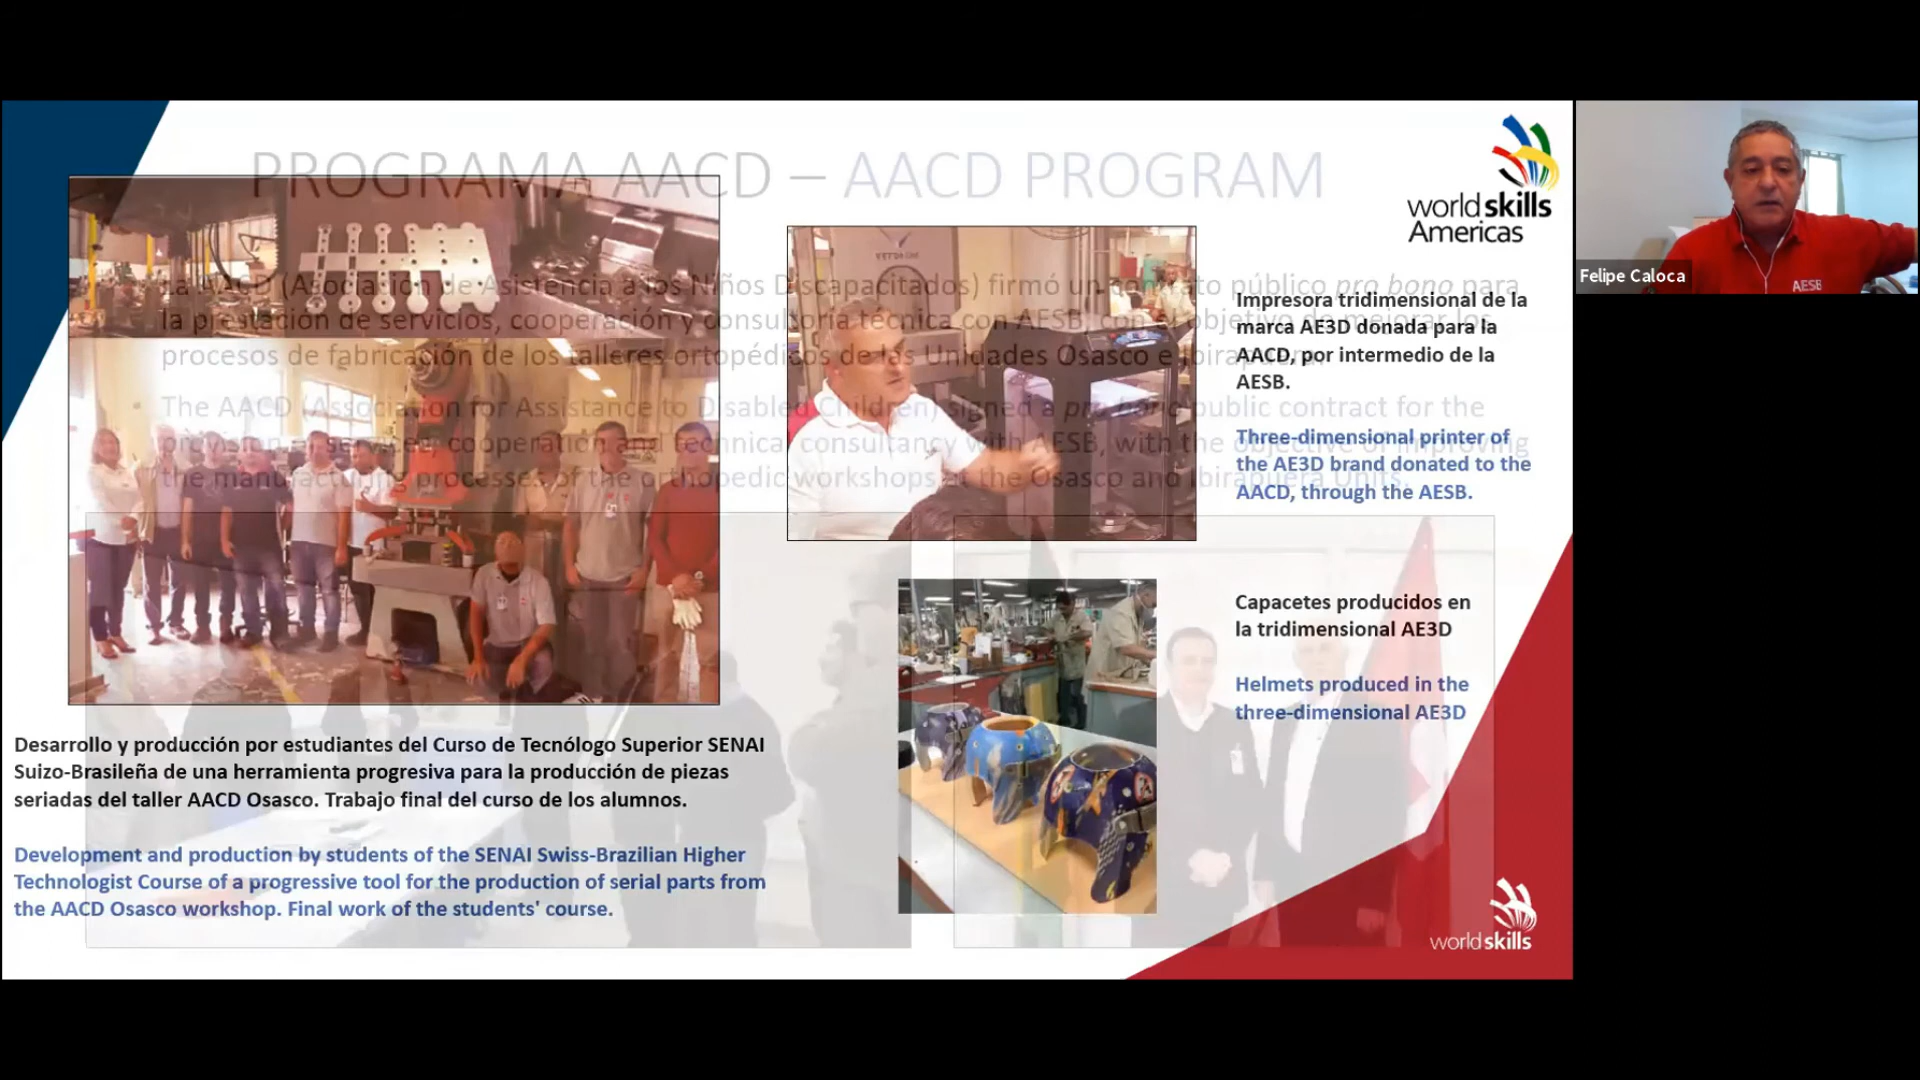 PROGRAMA AACD – AACD PROGRAM
world skills
Americas
La AACD (Asociación de Asistencia a los Niños Discapacitados) firmó un contrato público pro bono para
la prestación de servicios, cooperación y consultoría técnica con AESB, con el objetivo de mejorar los
procesos de fabricación de los talleres ortopédicos de las Unidades Osasco e Ibirapuera.
The AACD (Association for Assistance to Disabled Children) signed a pro bono public contract for the
provision of services, cooperation and technical consultancy with AESB, with the objective of improving
the manufacturing processes of the orthopedic workshops at the Osasco and Ibirapuera Units.
Impresora tridimensional de la
marca AE3D donada para la
AACD, por intermedio de la
AESB.
Three-dimensional printer of
the AE3D brand donated to the
AACD, through the AESB.
Capacetes producidos en
la tridimensional AE3D
Helmets produced in the
three-dimensional AE3D
Desarrollo y producción por estudiantes del Curso de Tecnólogo Superior SENAI
Suizo-Brasileña de una herramienta progresiva para la producción de piezas
seriadas del taller AACD Osasco. Trabajo final del curso de los alumnos.
Development and production by students of the SENAI Swiss-Brazilian Higher
Technologist Course of a progressive tool for the production of serial parts from
the AACD Osasco workshop. Final work of the students' course.
world skills
Felipe Caloca
AESB